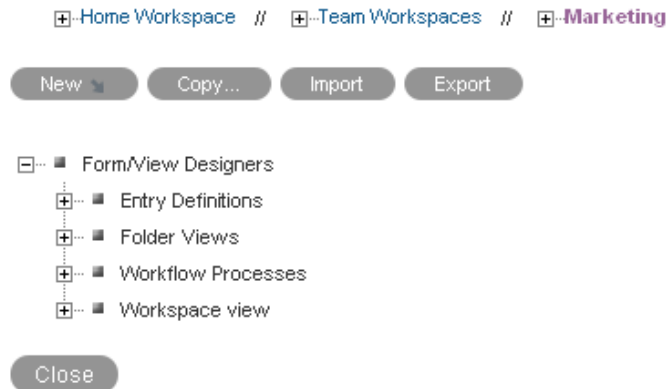 Home Workspace // Team Workspaces // Marketing
New Copy... Import Export
Form/View Designers
Entry Definitions
Folder Views
Workflow Processes
Workspace view
Close